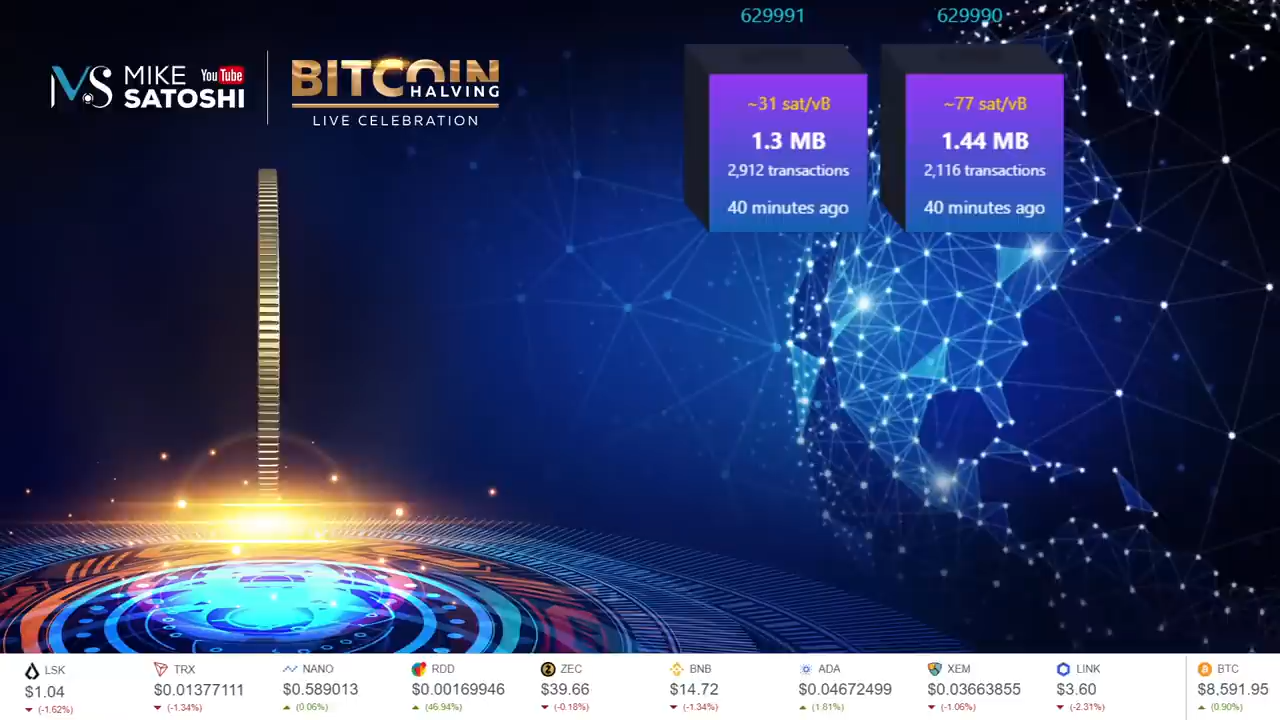 629991
629990
MIKE YouTube
SATOSHI
BITCOIN
HALVING
LIVE CELEBRATION
~31 sat/vB
1.3 MB
2,912 transactions
40 minutes ago
~77 sat/vB
1.44 MB
2,116 transactions
40 minutes ago
LSK
$1.04
(-1.62%)
TRX
$0.01377111
(-1.34%)
NANO
$0.589013
(0.06%)
RDD
$0.00169946
(46.94%)
ZEC
$39.66
(-0.18%)
BNB
$14.72
(-1.34%)
ADA
$0.04672499
(1.81%)
XEM
$0.03663855
(-1.06%)
LINK
$3.60
(-2.31%)
BTC
$8,591.95
(0.90%)